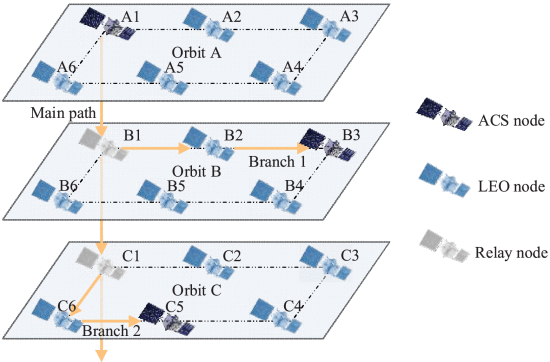 A1 A2 A3
Orbit A
A6 A5 A4
Main path
B1 B2 B3
Branch 1
Orbit B
B6 B5 B4
C1 C2 C3
Orbit C
C6 C5 C4
Branch 2
ACS node
LEO node
Relay node